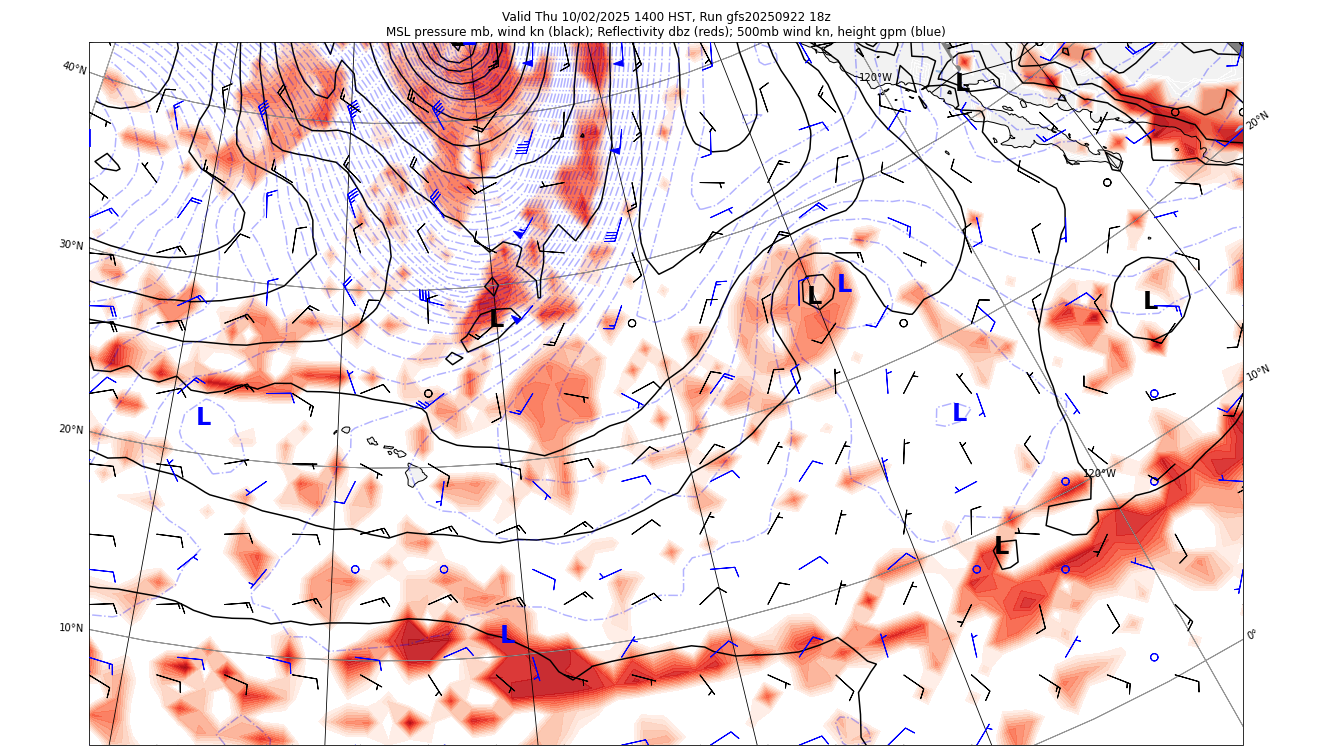 Valid Thu 10/02/2025 1400 HST, Run gfs20250922 18z
MSL pressure mb, wind kn (black); Reflectivity dbz (reds); 500mb wind kn, height gpm (blue)
40°N
120°W
L
20°N
30°N
L
L
L
L
10°N
L
L
L
20°N
120°W
L
10°N
L
0°